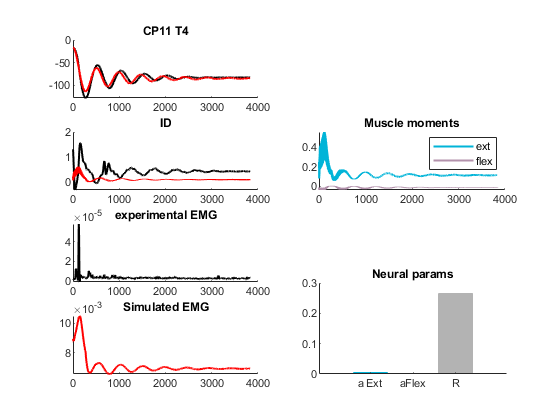 CP11 T4
0
-50
-100
0 1000 2000 3000 4000
ID
2
1
0
0 1000 2000 3000 4000
experimental EMG
×10⁻⁵
5
0
0 1000 2000 3000 4000
Simulated EMG
×10⁻³
10
8
0 1000 2000 3000 4000
Muscle moments
0.4
0.2
0
0 1000 2000 3000 4000
ext
flex
Neural params
0.3
0.2
0.1
0
a Ext aFlex R